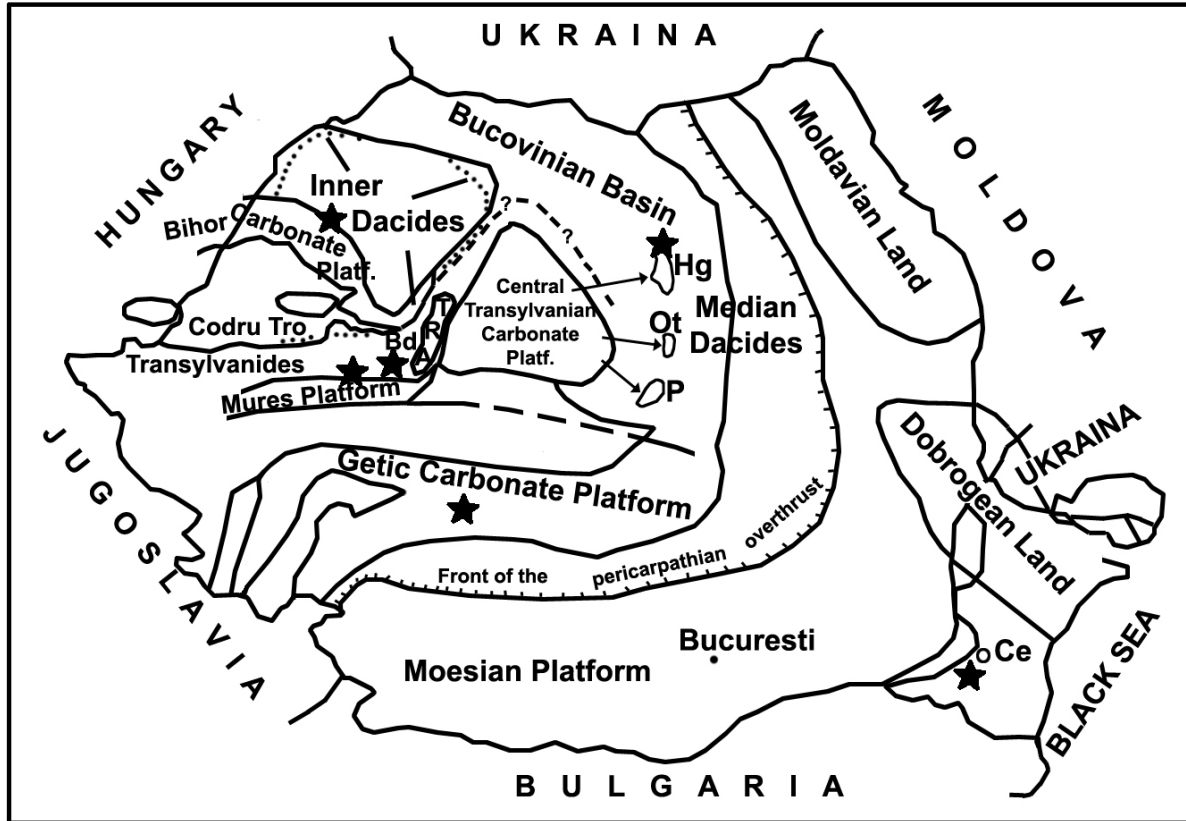 UKRAINA
MOLDOVA
HUNGARY
Bucovinian Basin
Moldavian Land
Inner
Dacides
Bihor Carbonate
Platf.
?
?
Hg
Central
Transylvanian
Carbonate
Platf.
Median
Dacides
Ot
P
T
R
A
Bd
Codru Tro.
Transylvanides
Mures Platform
JUGOSLAVIA
Getic Carbonate Platform
Dobrogean Land
UKRAINA
Front of the pericarpathian overthrust
Bucuresti
Moesian Platform
Ce
BLACK SEA
BULGARIA